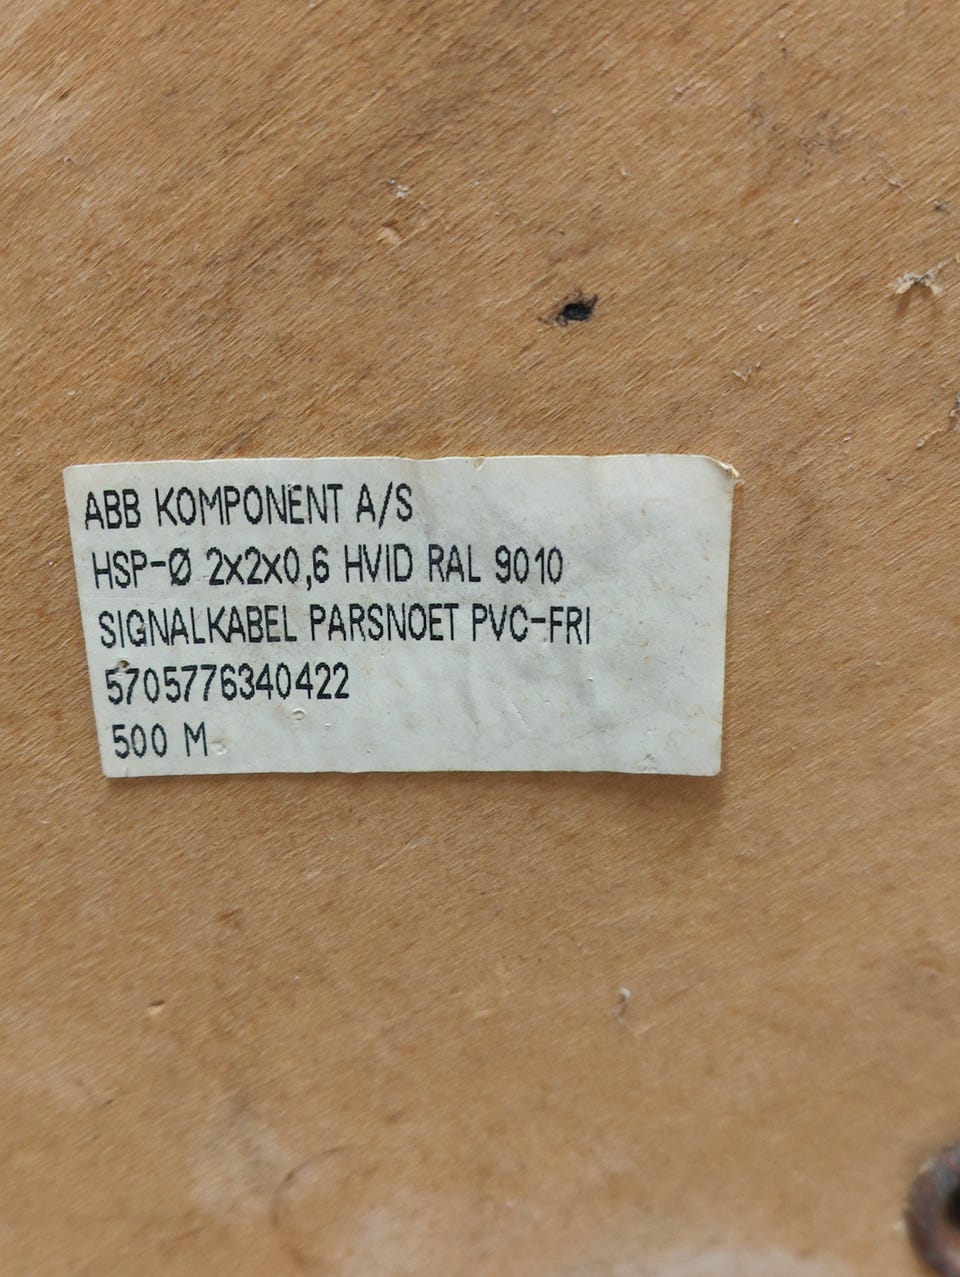 ABB KOMPONENT A/S
HSP-Ø 2x2x0,6 HVID RAL 9010
SIGNALKABEL PARSNOET PVC-FRI
5705776340422
500 M